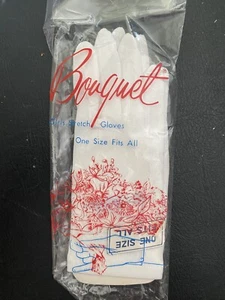 Bouquet
Stretch Gloves
One Size Fits All
ONE SIZE
FITS ALL